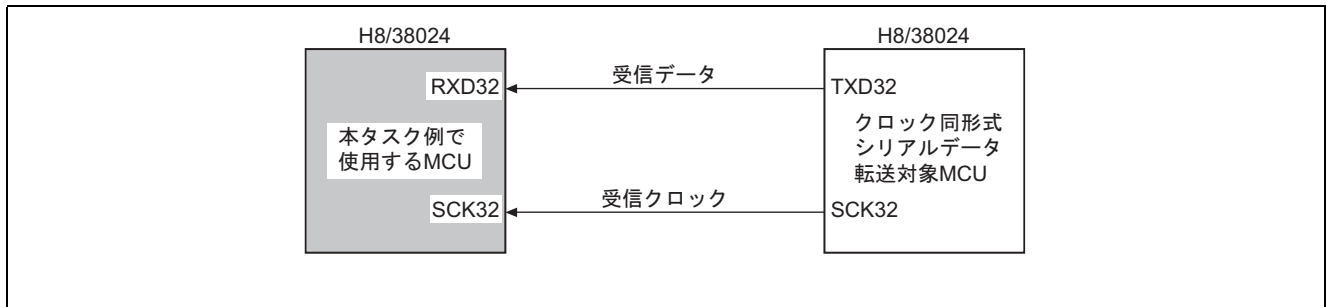 H8/38024
H8/38024
RXD32
受信データ
TXD32
本タスク例で
使用するMCU
クロック同形式
シリアルデータ
転送対象MCU
SCK32
受信クロック
SCK32